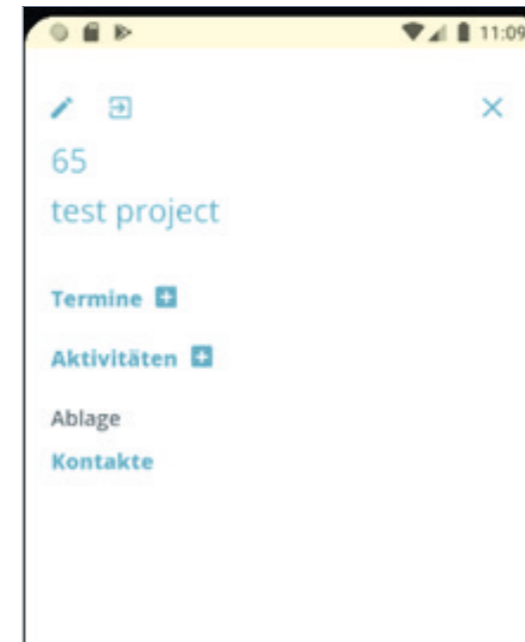 11:09
65
test project
Termine
Aktivitäten
Ablage
Kontakte